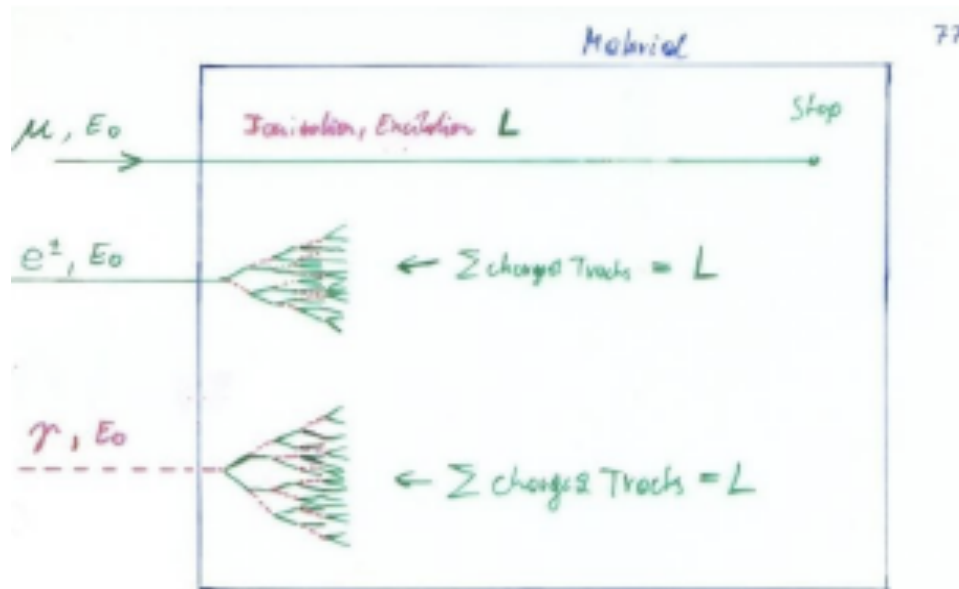 77
Material
Stop
μ, E₀
Ionisation, Excitation L
e±, E₀
← Σ charged Tracks = L
γ, E₀
← Σ charged Tracks = L